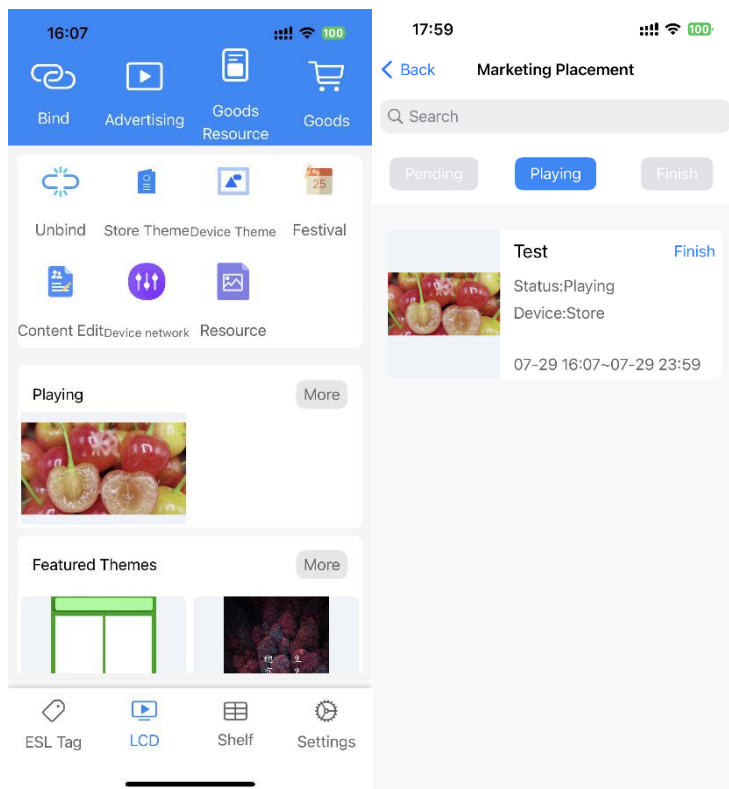 16:07
100
Bind
Advertising
Goods
Resource
Goods
25
Unbind
Store Theme
Device Theme
Festival
Content Edit
Device network
Resource
Playing
More
Featured Themes
More
ESL Tag
LCD
Shelf
Settings
17:59
100
Back
Marketing Placement
Search
Pending
Playing
Finish
Test
Finish
Status:Playing
Device:Store
07-29 16:07~07-29 23:59